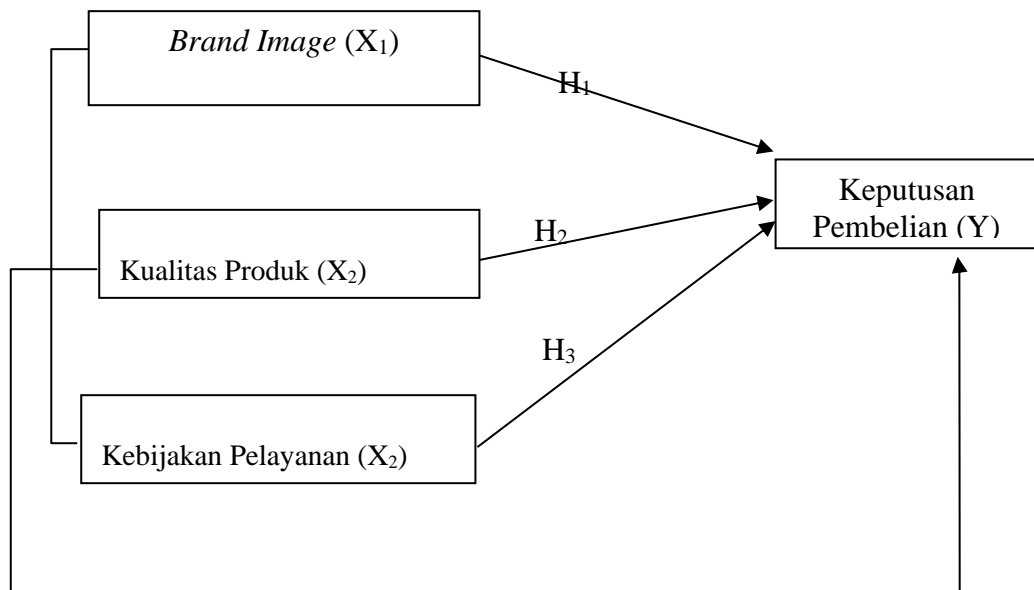 Brand Image (X₁)
H₁
Keputusan
Pembelian (Y)
H₂
Kualitas Produk (X₂)
H₃
Kebijakan Pelayanan (X₂)